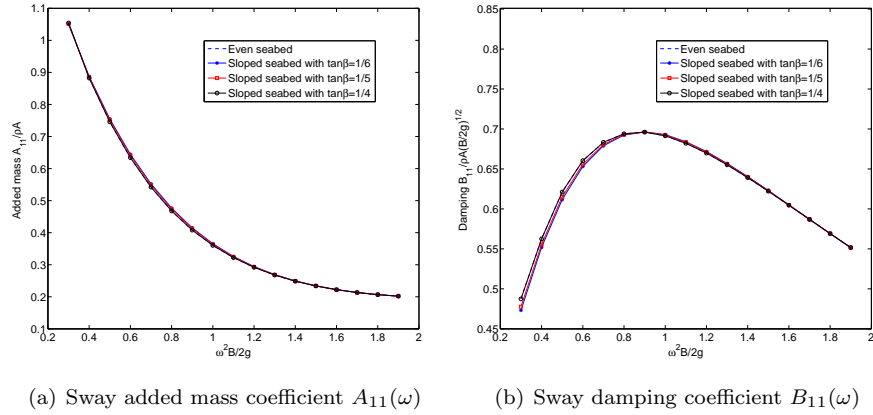 1.1
1
0.9
0.8
0.7
0.6
0.5
0.4
0.3
0.2
0.1
Added mass A₁₁/ρA
0.2 0.4 0.6 0.8 1 1.2 1.4 1.6 1.8 2
ω²B/2g
Even seabed
Sloped seabed with tanβ=1/6
Sloped seabed with tanβ=1/5
Sloped seabed with tanβ=1/4
(a) Sway added mass coefficient A₁₁(ω)
0.85
0.8
0.75
0.7
0.65
0.6
0.55
0.5
0.45
Damping B₁₁/ρA(B/2g)^1/2
0.2 0.4 0.6 0.8 1 1.2 1.4 1.6 1.8 2
ω²B/2g
Even seabed
Sloped seabed with tanβ=1/6
Sloped seabed with tanβ=1/5
Sloped seabed with tanβ=1/4
(b) Sway damping coefficient B₁₁(ω)